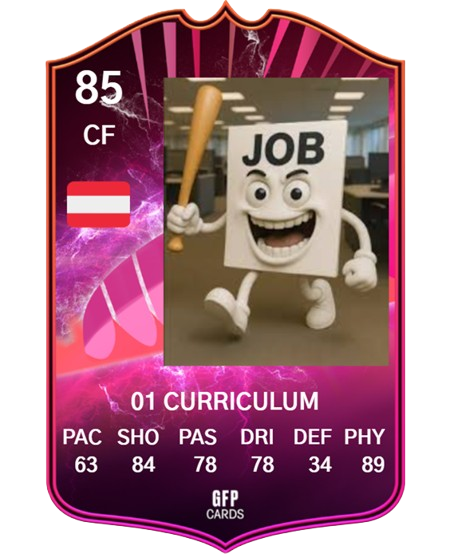 85
CF
JOB
01 CURRICULUM
PAC SHO PAS DRI DEF PHY
63 84 78 78 34 89
GFP
CARDS